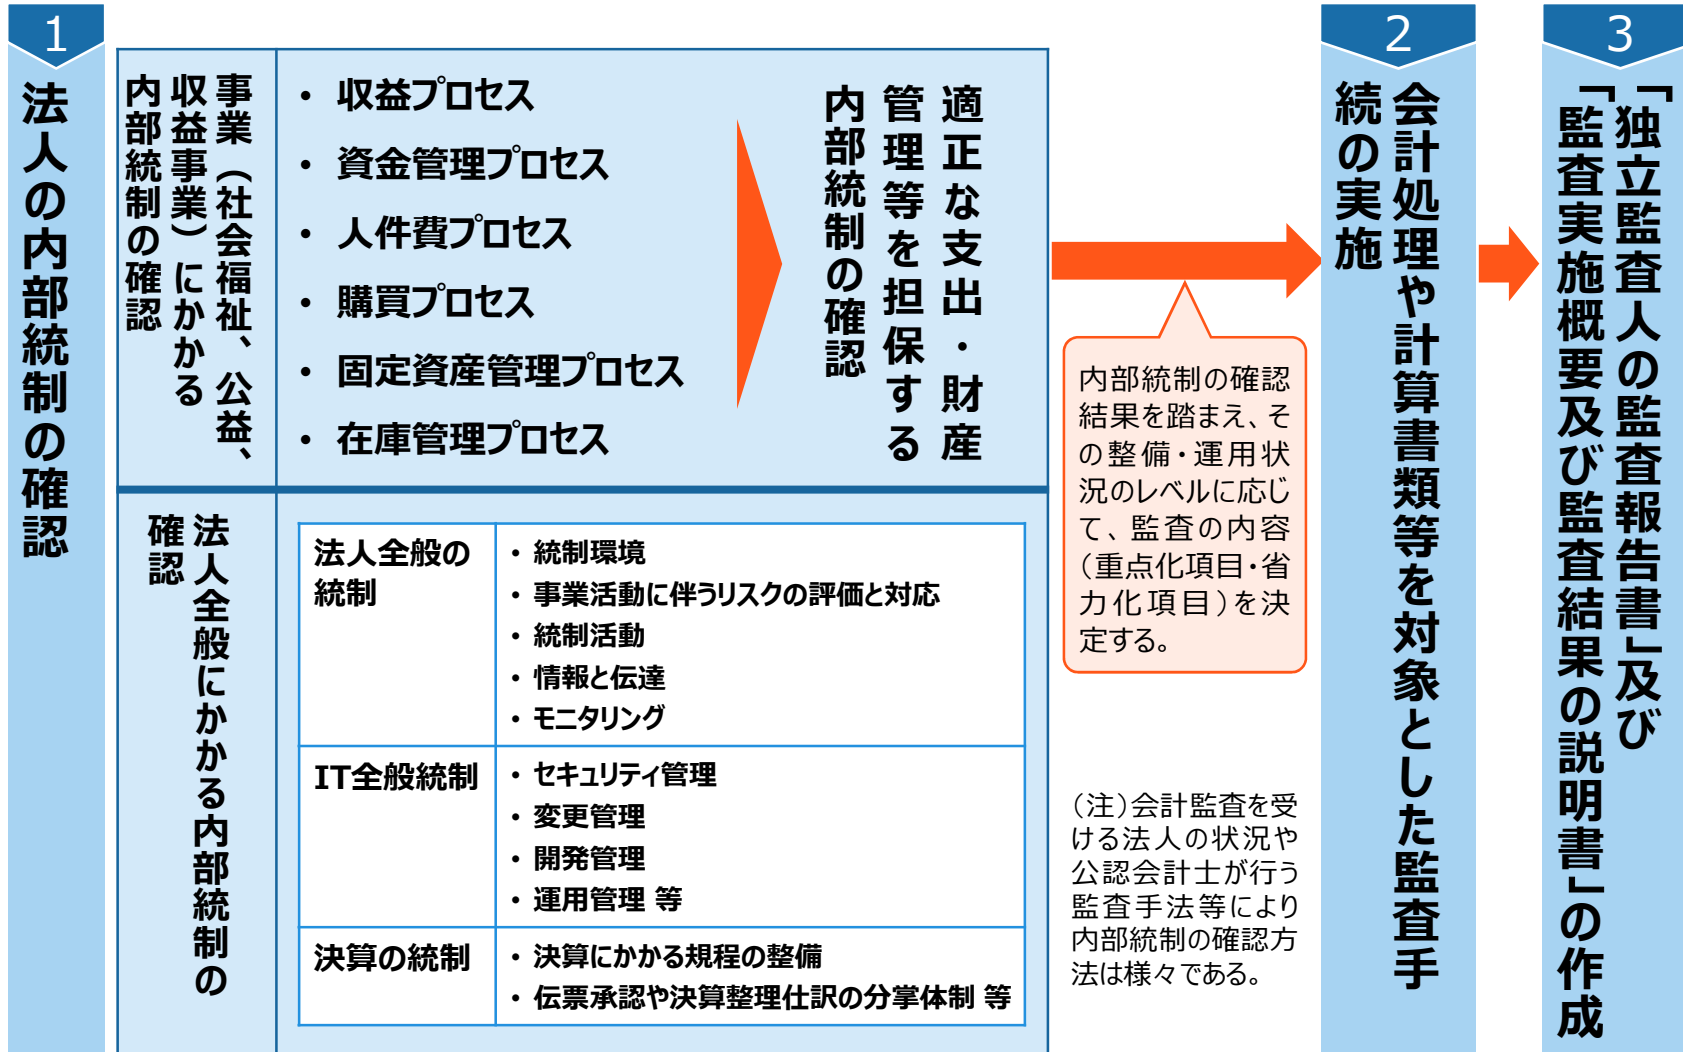 1
法人の内部統制の確認
事業（社会福祉、公益、
収益事業）にかかる
内部統制の確認
・ 収益プロセス
・ 資金管理プロセス
・ 人件費プロセス
・ 購買プロセス
・ 固定資産管理プロセス
・ 在庫管理プロセス
適正な支出・財産
管理等を担保する
内部統制の確認
法人全般にかかる内部統制の
確認
法人全般の
統制
・ 統制環境
・ 事業活動に伴うリスクの評価と対応
・ 統制活動
・ 情報と伝達
・ モニタリング
IT全般統制
・ セキュリティ管理
・ 変更管理
・ 開発管理
・ 運用管理 等
決算の統制
・ 決算にかかる規程の整備
・ 伝票承認や決算整理仕訳の分掌体制 等
内部統制の確認
結果を踏まえ、そ
の整備・運用状
況のレベルに応じ
て、監査の内容
（重点化項目・省
力化項目）を決
定する。
（注）会計監査を受
ける法人の状況や
公認会計士が行う
監査手法等により
内部統制の確認方
法は様々である。
2
会計処理や計算書類等を対象とした監査手
続の実施
3
「独立監査人の監査報告書」及び
「監査実施概要及び監査結果の説明書」の作成